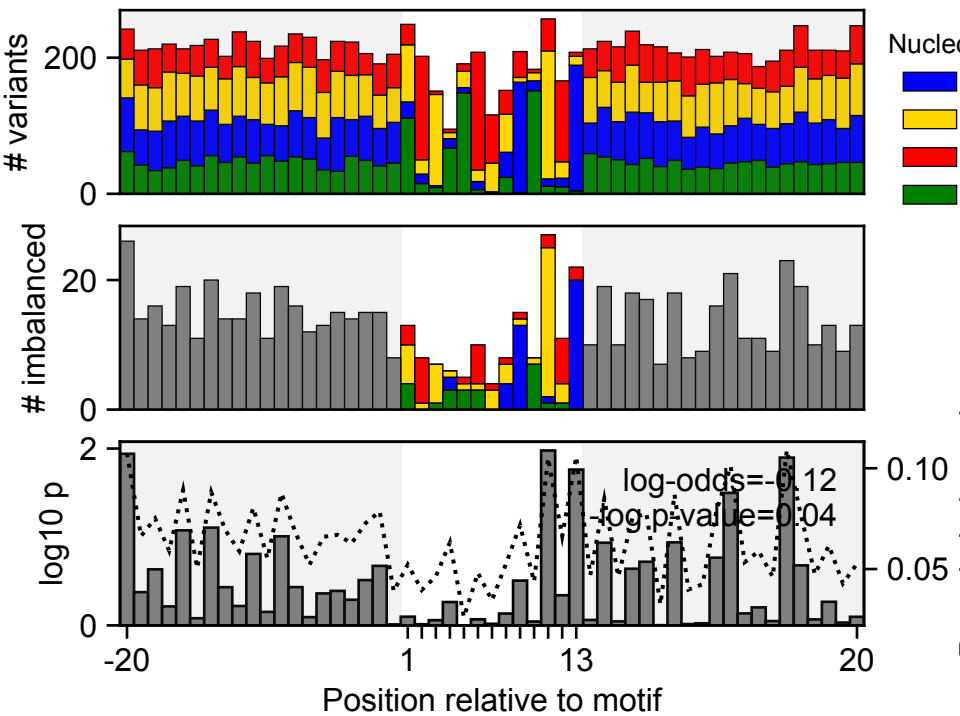 # variants
200
0
Nucleo
# imbalanced
20
0
log10 p
2
0
log-odds=-0.12
-log-p-value=0.04
0.10
0.05
-20
1
13
20
Position relative to motif